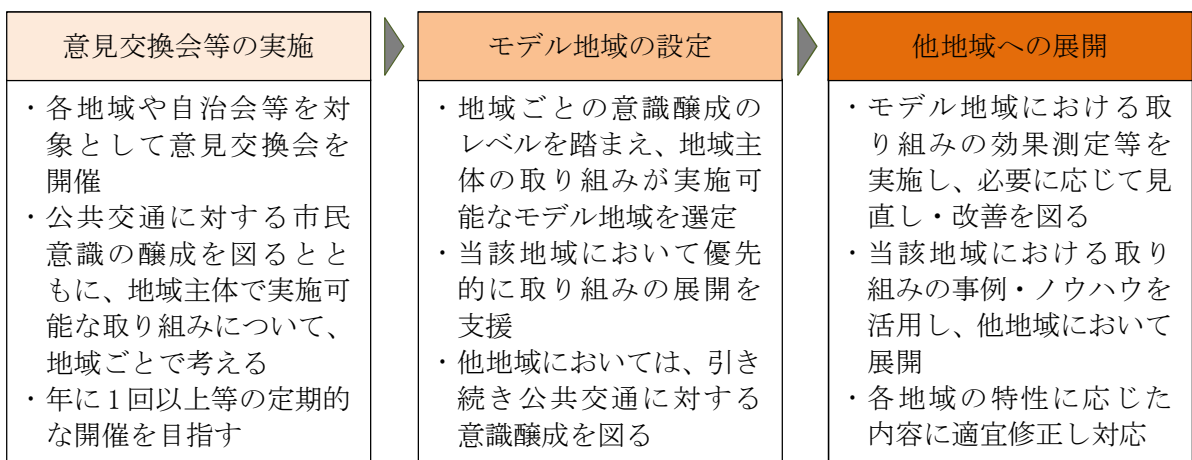 意見交換会等の実施
・各地域や自治会等を対
象として意見交換会を
開催
・公共交通に対する市民
意識の醸成を図るとと
もに、地域主体で実施可
能な取り組みについて、
地域ごとで考える
・年に1回以上等の定期的
な開催を目指す
モデル地域の設定
・地域ごとの意識醸成の
レベルを踏まえ、地域主
体の取り組みが実施可
能なモデル地域を選定
・当該地域において優先
的に取り組みの展開を
支援
・他地域においては、引き
続き公共交通に対する
意識醸成を図る
他地域への展開
・モデル地域における取
り組みの効果測定等を
実施し、必要に応じて見
直し・改善を図る
・当該地域における取り
組みの事例・ノウハウを
活用し、他地域において
展開
・各地域の特性に応じた
内容に適宜修正し対応